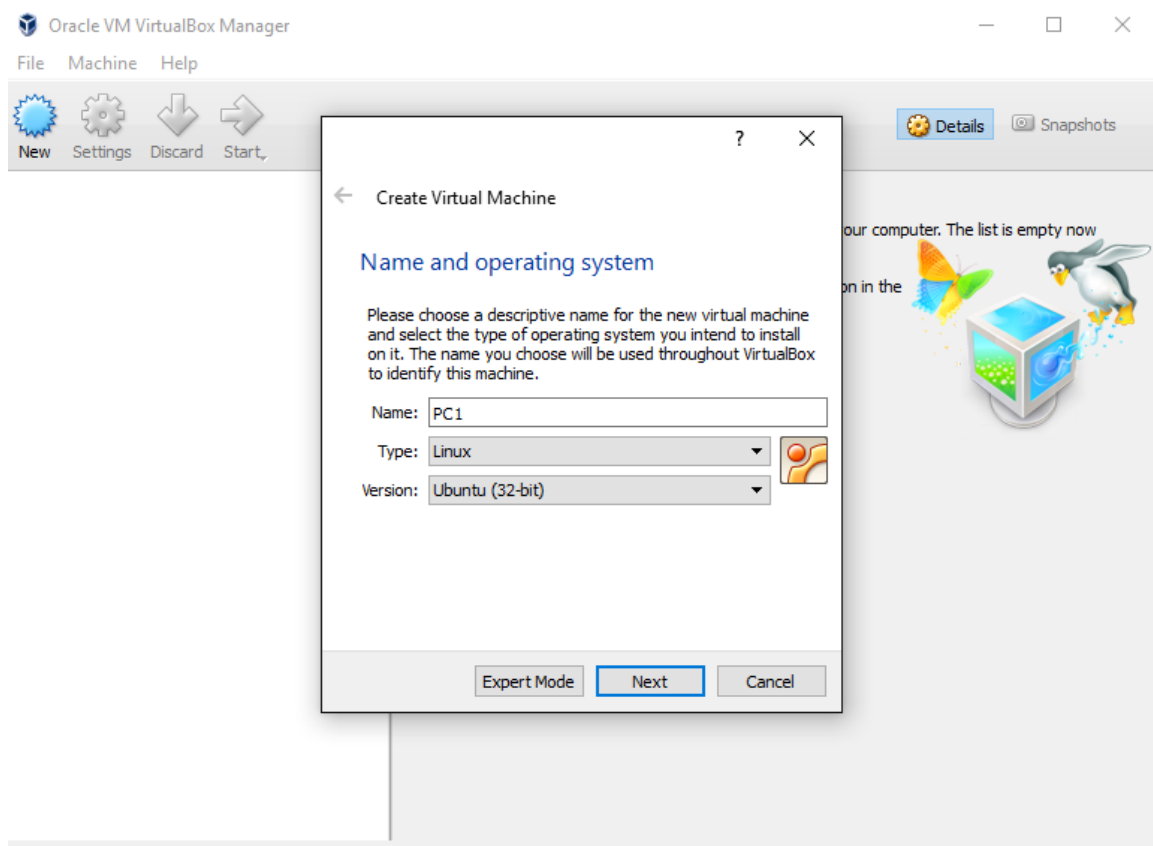 Oracle VM VirtualBox Manager
File Machine Help
New Settings Discard Start
Details Snapshots
? 
Create Virtual Machine
our computer. The list is empty now
Name and operating system
on in the
Please choose a descriptive name for the new virtual machine
and select the type of operating system you intend to install
on it. The name you choose will be used throughout VirtualBox
to identify this machine.
Name: PC1
Type: Linux
Version: Ubuntu (32-bit)
Expert Mode Next Cancel